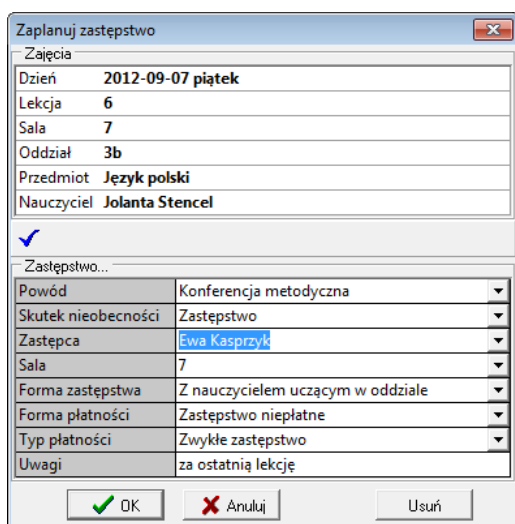 Zaplanuj zastępstwo
Zajęcia
Dzień 2012-09-07 piątek
Lekcja 6
Sala 7
Oddział 3b
Przedmiot Język polski
Nauczyciel Jolanta Stencel
Zastępstwo...
Powód Konferencja metodyczna
Skutek nieobecności Zastępstwo
Zastępca Ewa Kasprzyk
Sala 7
Forma zastępstwa Z nauczycielem uczącym w oddziale
Forma płatności Zastępstwo niepłatne
Typ płatności Zwykłe zastępstwo
Uwagi za ostatnią lekcję
OK Anuluj Usuń